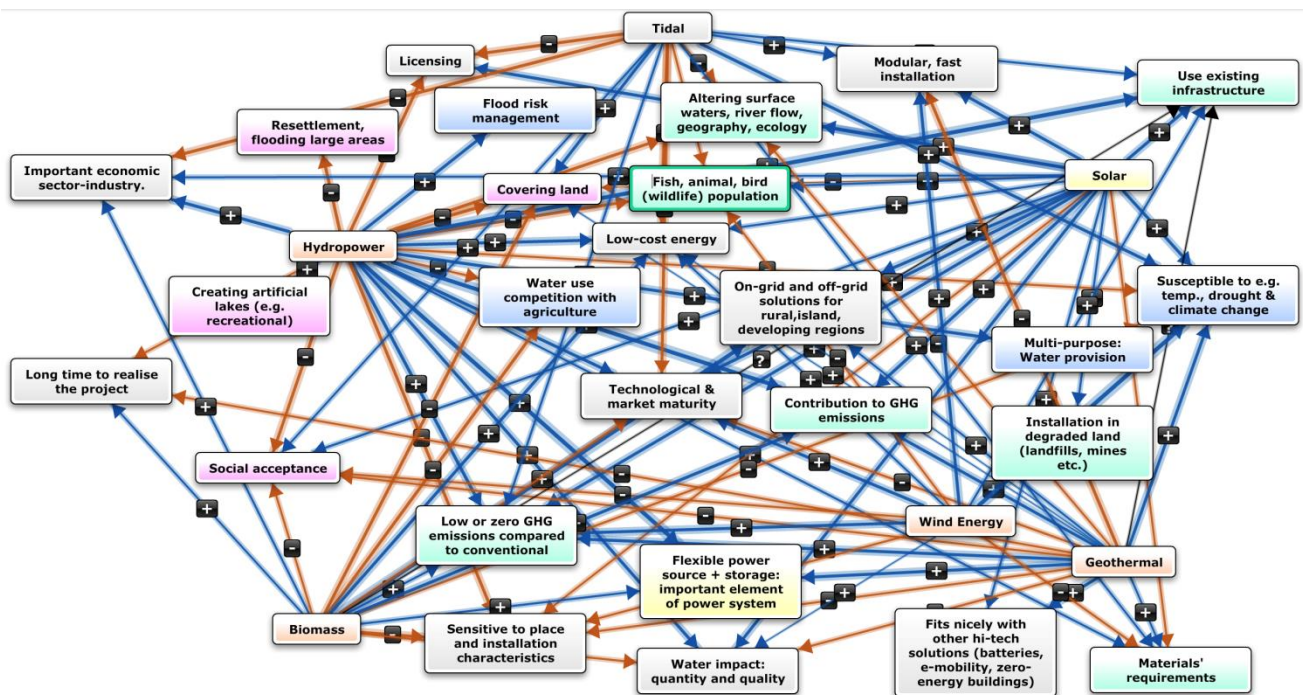 Tidal
Licensing
Modular, fast
installation
Use existing
infrastructure
Flood risk
management
Altering surface
waters, river flow,
geography, ecology
Resettlement,
flooding large areas
Important economic
sector-industry.
Covering land
Fish, animal, bird
(wildlife) population
Solar
Hydropower
Low-cost energy
Creating artificial
lakes (e.g.
recreational)
Water use
competition with
agriculture
On-grid and off-grid
solutions for
rural,island,
developing regions
Susceptible to e.g.
temp., drought &
climate change
Multi-purpose:
Water provision
Long time to realise
the project
Technological &
market maturity
Contribution to GHG
emissions
Installation in
degraded land
(landfills, mines
etc.)
Social acceptance
Low or zero GHG
emissions compared
to conventional
Wind Energy
Flexible power
source + storage:
important element
of power system
Geothermal
Biomass
Sensitive to place
and installation
characteristics
Water impact:
quantity and quality
Fits nicely with
other hi-tech
solutions (batteries,
e-mobility, zero-
energy buildings)
Materials'
requirements